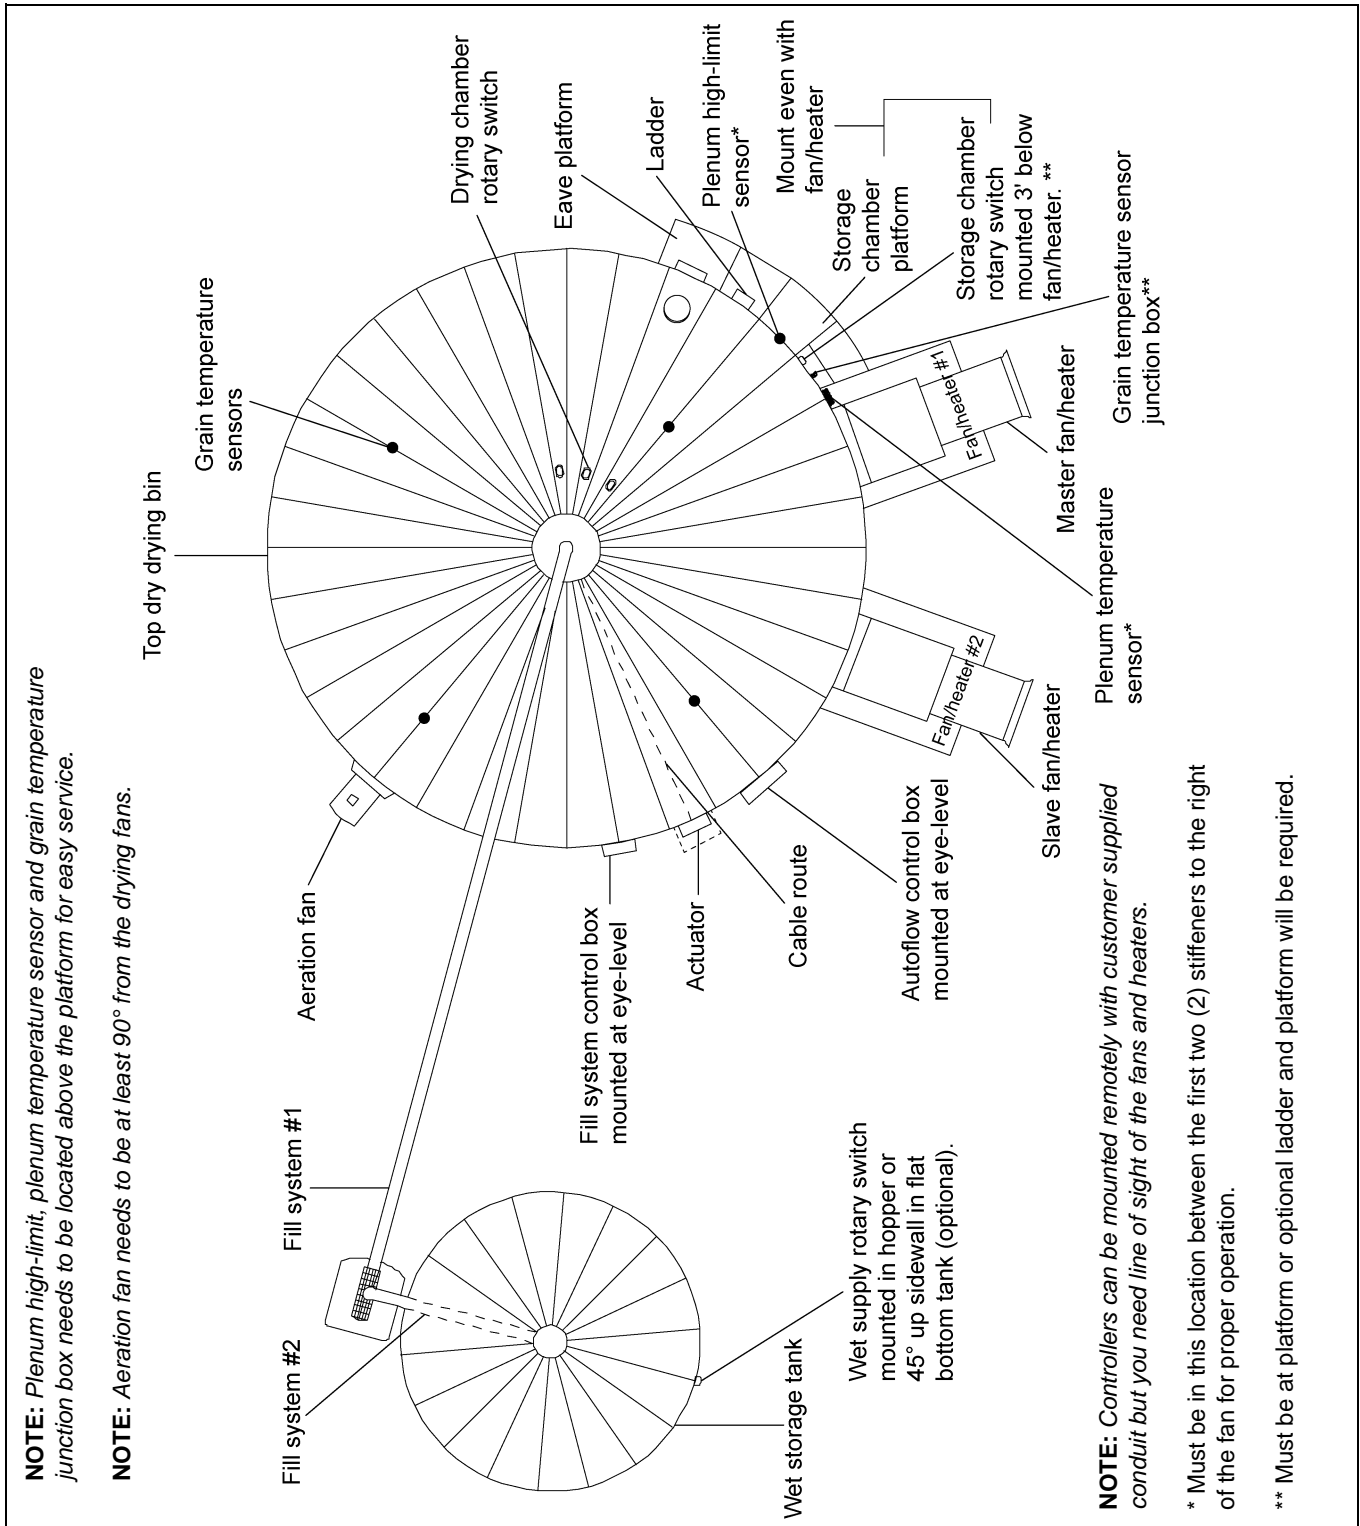 NOTE: Plenum high-limit, plenum temperature sensor and grain temperature
junction box needs to be located above the platform for easy service.
NOTE: Aeration fan needs to be at least 90° from the drying fans.
Top dry drying bin
Grain temperature
sensors
Drying chamber
rotary switch
Eave platform
Ladder
Plenum high-limit
sensor*
Mount even with
fan/heater
Storage
chamber
platform
Storage chamber
rotary switch
mounted 3' below
fan/heater. **
Grain temperature sensor
junction box**
Fan/heater #1
Master fan/heater
Plenum temperature
sensor*
Fan/heater #2
Slave fan/heater
Aeration fan
Fill system control box
mounted at eye-level
Actuator
Cable route
Autoflow control box
mounted at eye-level
Fill system #1
Fill system #2
Wet supply rotary switch
mounted in hopper or
45° up sidewall in flat
bottom tank (optional).
Wet storage tank
NOTE: Controllers can be mounted remotely with customer supplied
conduit but you need line of sight of the fans and heaters.
* Must be in this location between the first two (2) stiffeners to the right
of the fan for proper operation.
** Must be at platform or optional ladder and platform will be required.